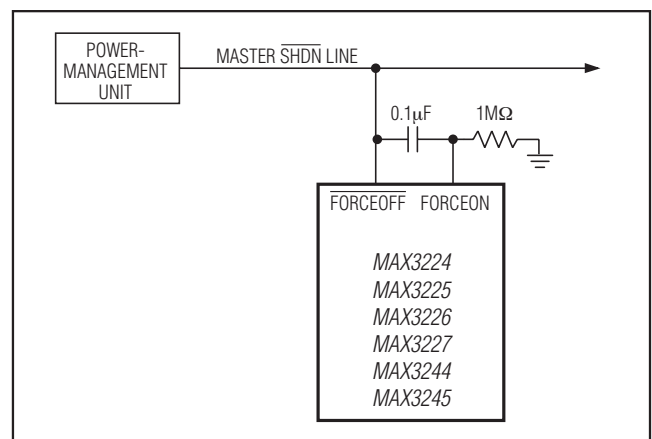 POWER-
MANAGEMENT
UNIT
MASTER SHDN LINE
0.1μF
1MΩ
FORCEOFF FORCEON
MAX3224
MAX3225
MAX3226
MAX3227
MAX3244
MAX3245